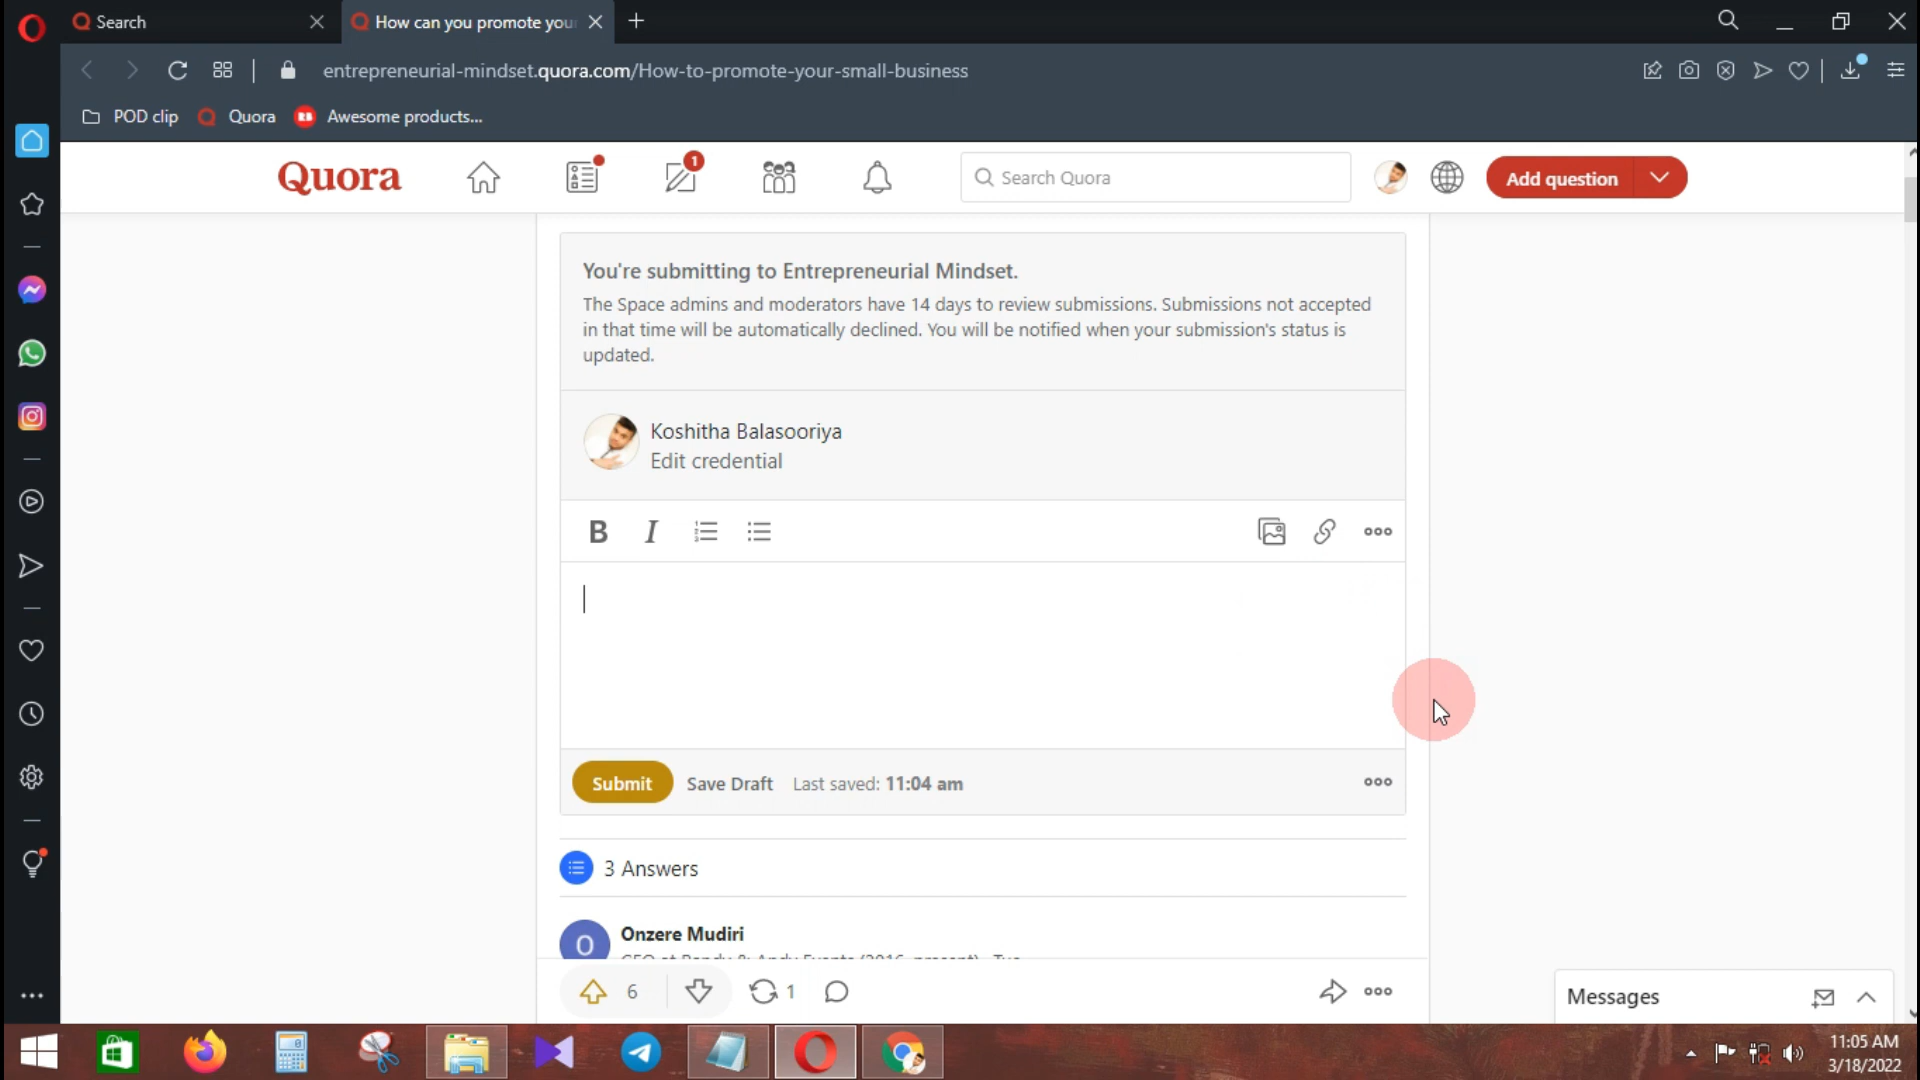 Search
How can you promote you
entrepreneurial-mindset.quora.com/How-to-promote-your-small-business
POD clip
Quora
RB
Awesome products...
Quora
1
Search Quora
Add question
You're submitting to Entrepreneurial Mindset.
The Space admins and moderators have 14 days to review submissions. Submissions not accepted
in that time will be automatically declined. You will be notified when your submission's status is
updated.
Koshitha Balasooriya
Edit credential
B I
Submit
Save Draft
Last saved: 11:04 am
3 Answers
O
Onzere Mudiri
6
1
Messages
11:05 AM
3/18/2022